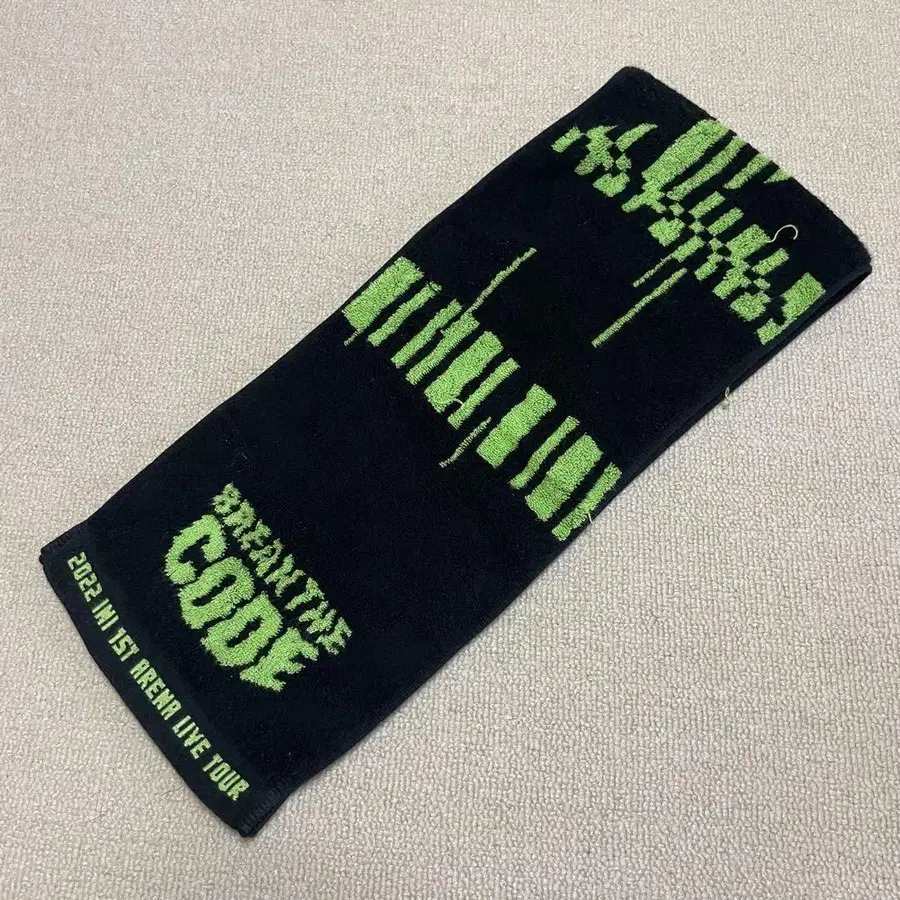 BREAK THE
CODE
2022 INI 1ST ARENA LIVE TOUR